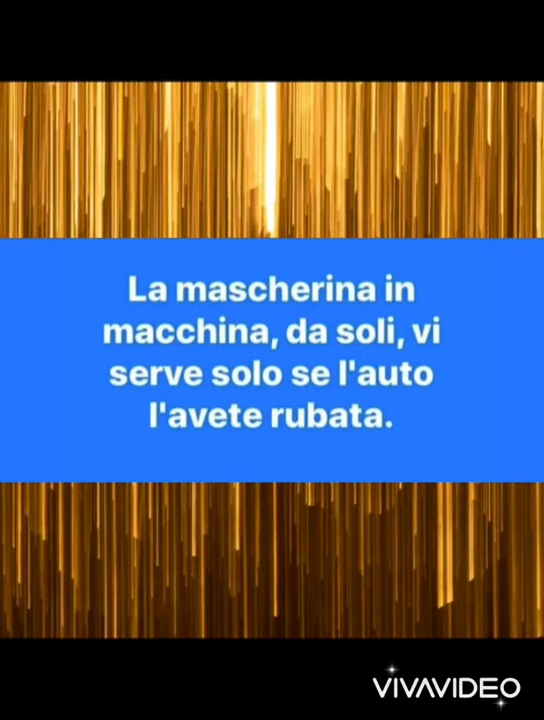 La mascherina in
macchina, da soli, vi
serve solo se l'auto
l'avete rubata.
VIVAVIDEO